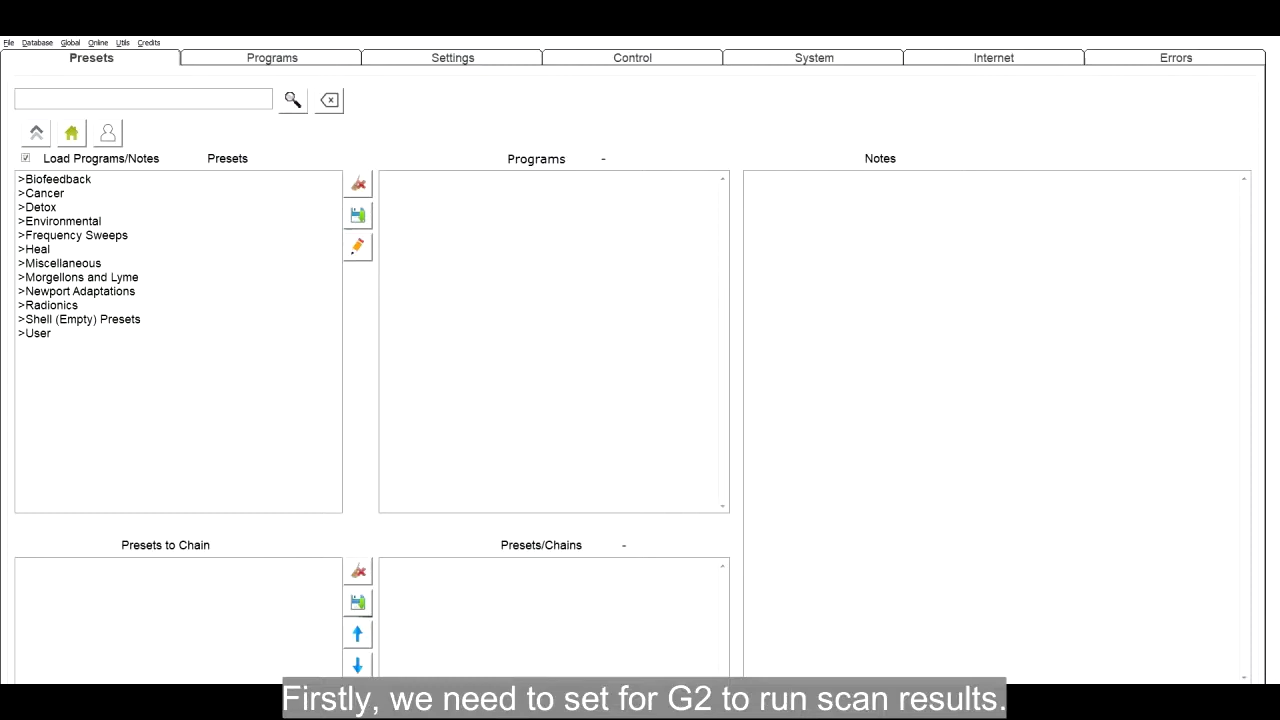 File Database Global Online Utils Credits
Presets Programs Settings Control System Internet Errors
Load Programs/Notes Presets Programs - Notes
>Biofeedback
>Cancer
>Detox
>Environmental
>Frequency Sweeps
>Heal
>Miscellaneous
>Morgellons and Lyme
>Newport Adaptations
>Radionics
>Shell (Empty) Presets
>User
Presets to Chain Presets/Chains -
Firstly, we need to set for G2 to run scan results.